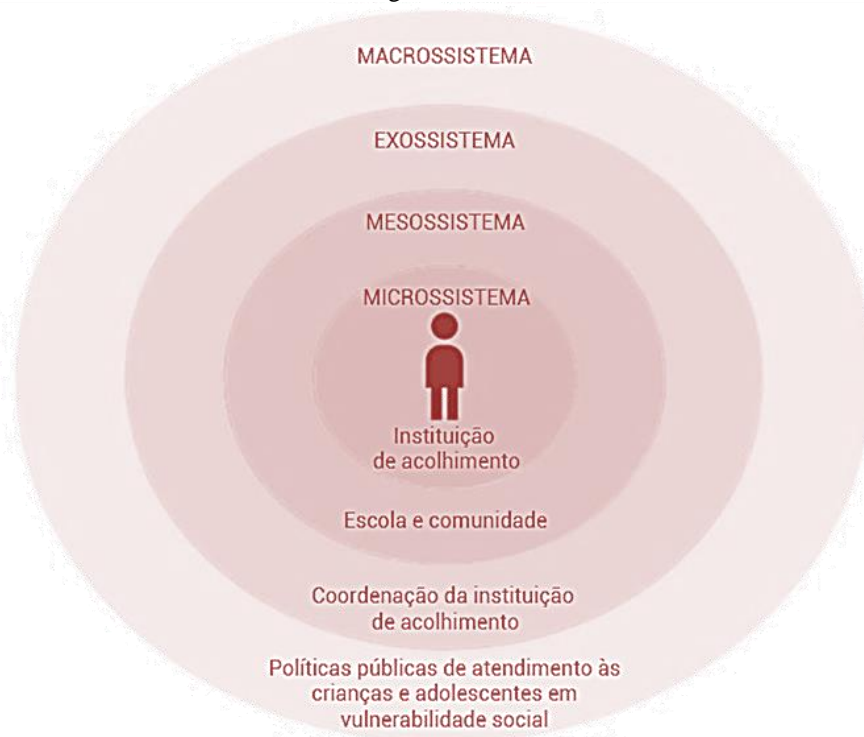 MACROSSISTEMA
EXOSSISTEMA
MESOSSISTEMA
MICROSSISTEMA
Instituição
de acolhimento
Escola e comunidade
Coordenação da instituição
de acolhimento
Políticas públicas de atendimento às
crianças e adolescentes em
vulnerabilidade social